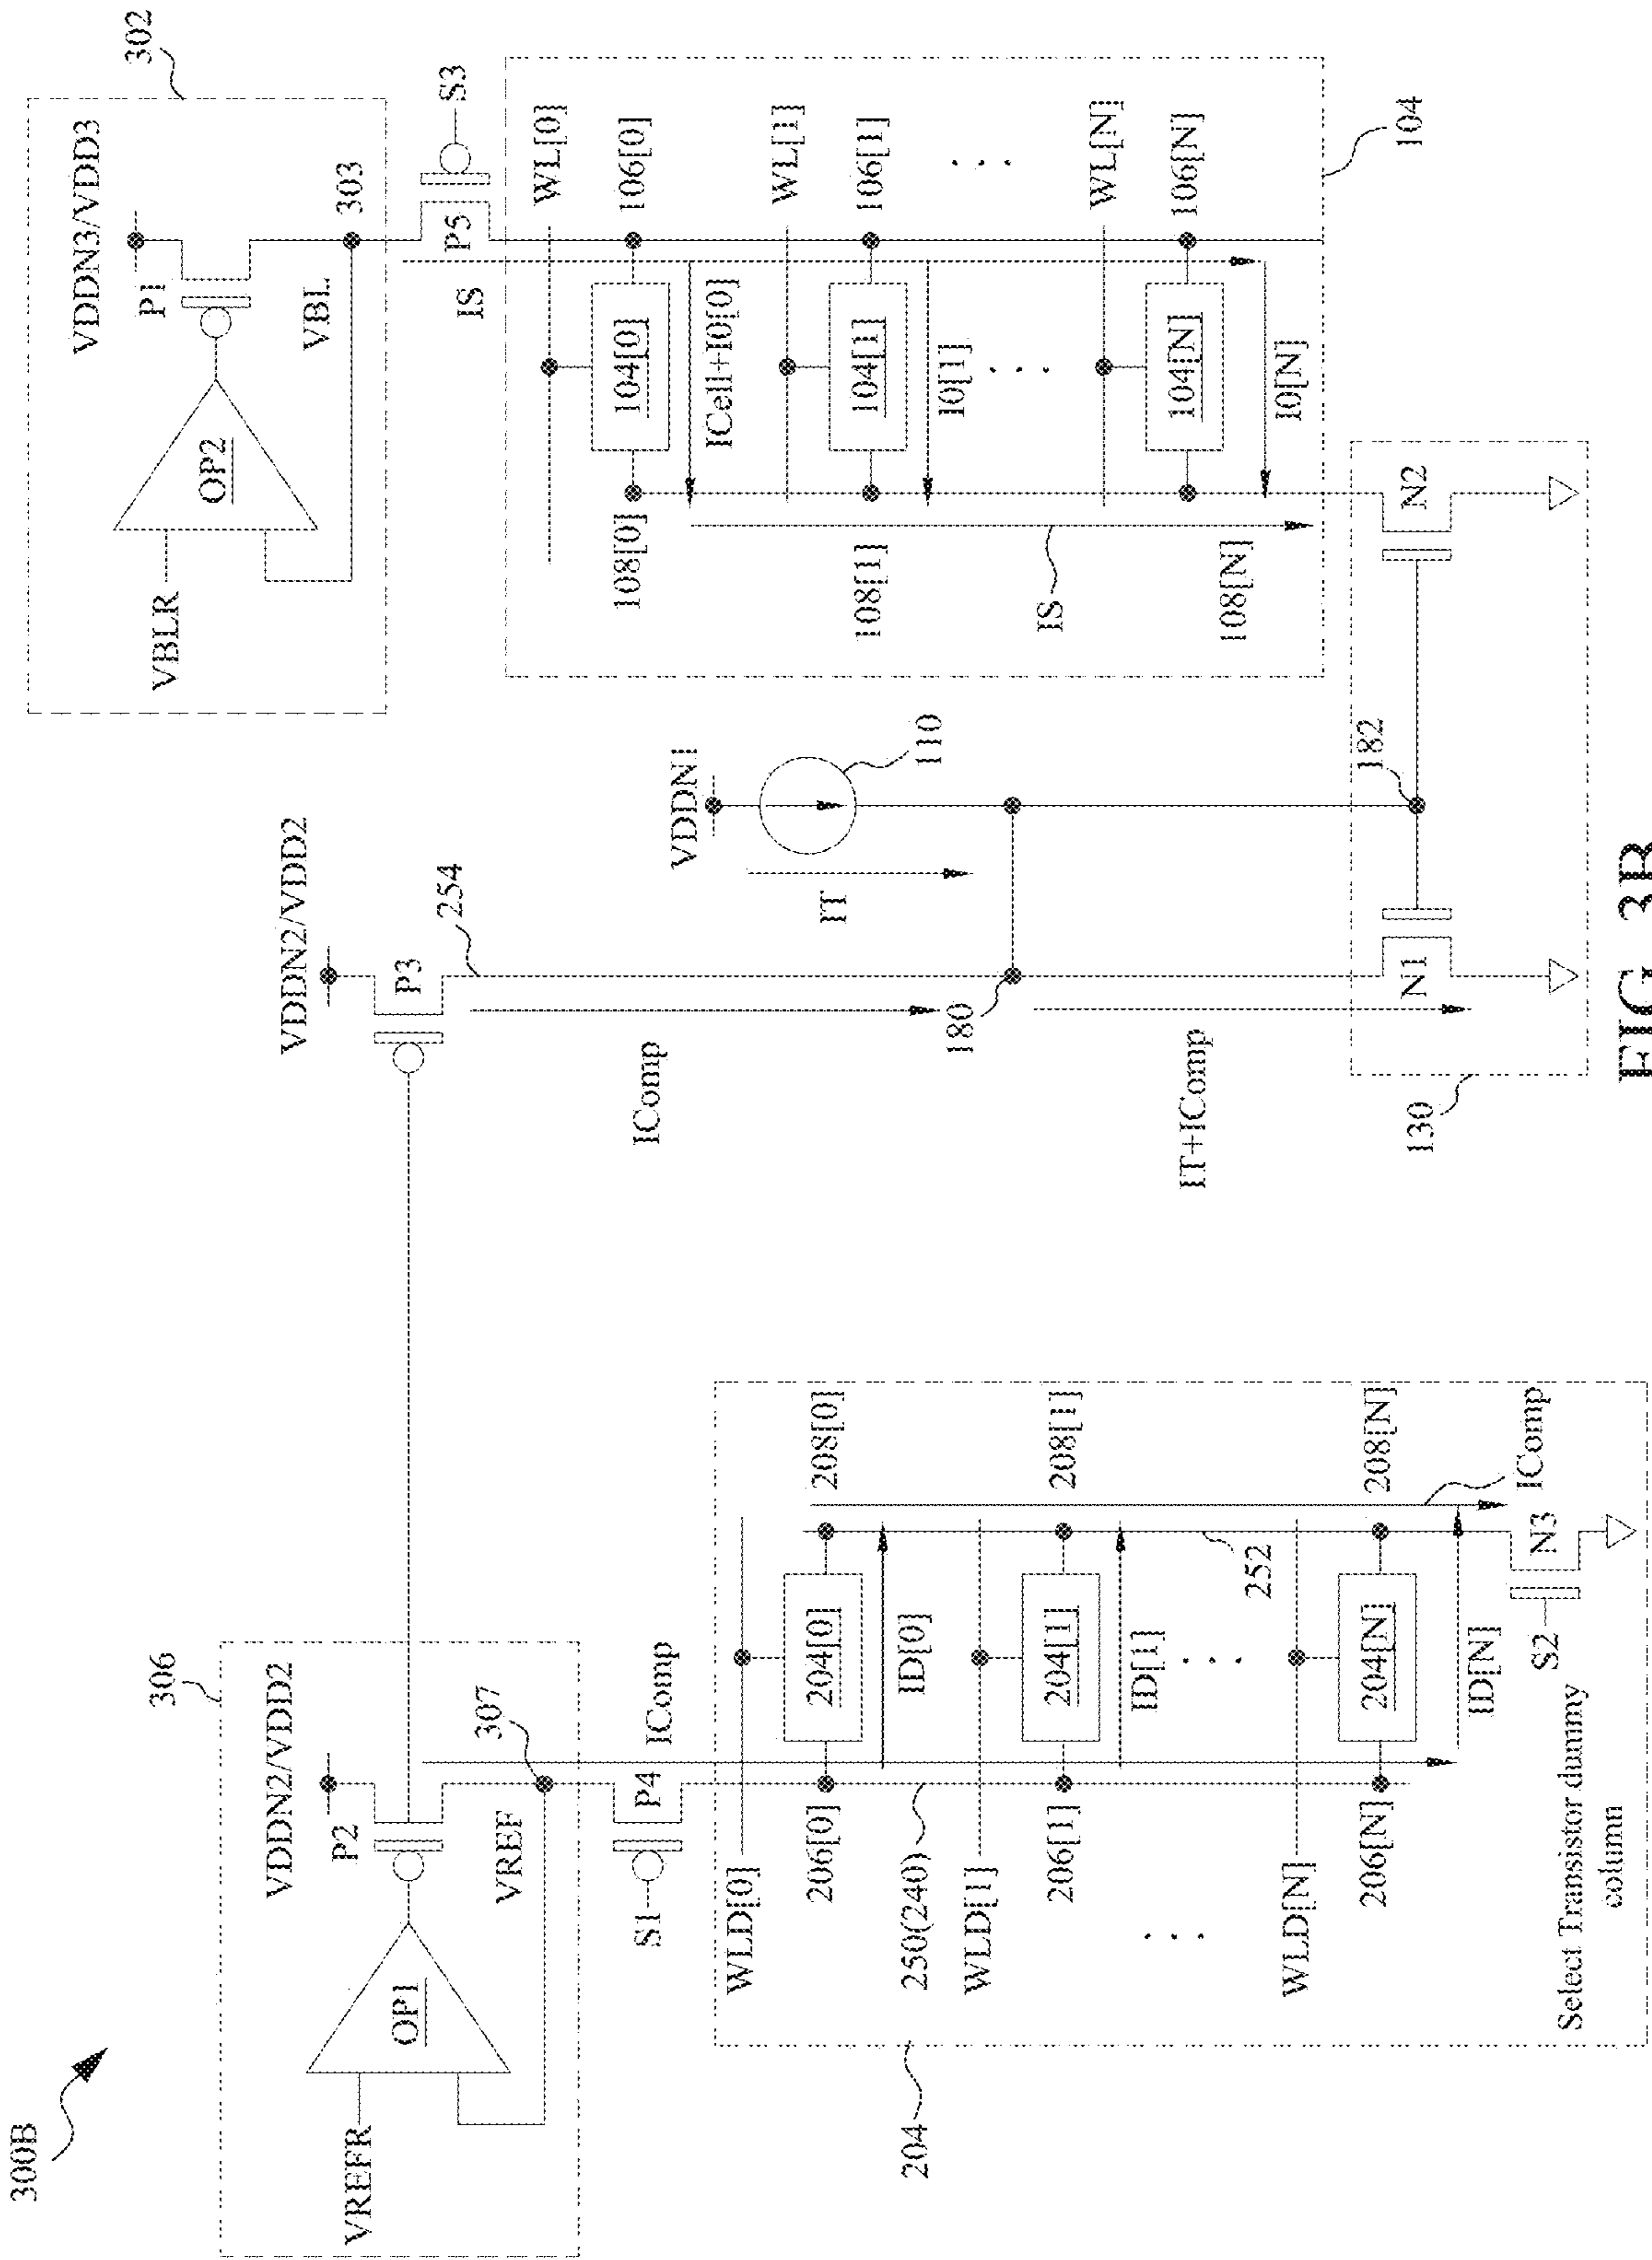 300B
306
VDDN2/VDD2
P2
OP1
VREFR
VREF
307
S1
P4
IComp
WLD[0]
206[0]
204[0]
208[0]
ID[0]
250(240)
WLD[1]
206[1]
204[1]
208[1]
ID[1]
252
WLD[N]
206[N]
204[N]
208[N]
ID[N]
IComp
S2
N3
Select Transistor dummy
column
204
VDDN2/VDD2
P3
254
IComp
180
IT+IComp
VDDN1
110
IT
182
N1
N2
130
302
VDDN3/VDD3
P1
OP2
VBLR
VBL
303
P5
S3
IS
WL[0]
106[0]
104[0]
108[0]
ICell+I0[0]
WL[1]
106[1]
104[1]
108[1]
I0[1]
IS
WL[N]
106[N]
104[N]
108[N]
I0[N]
104
FIG. 3B